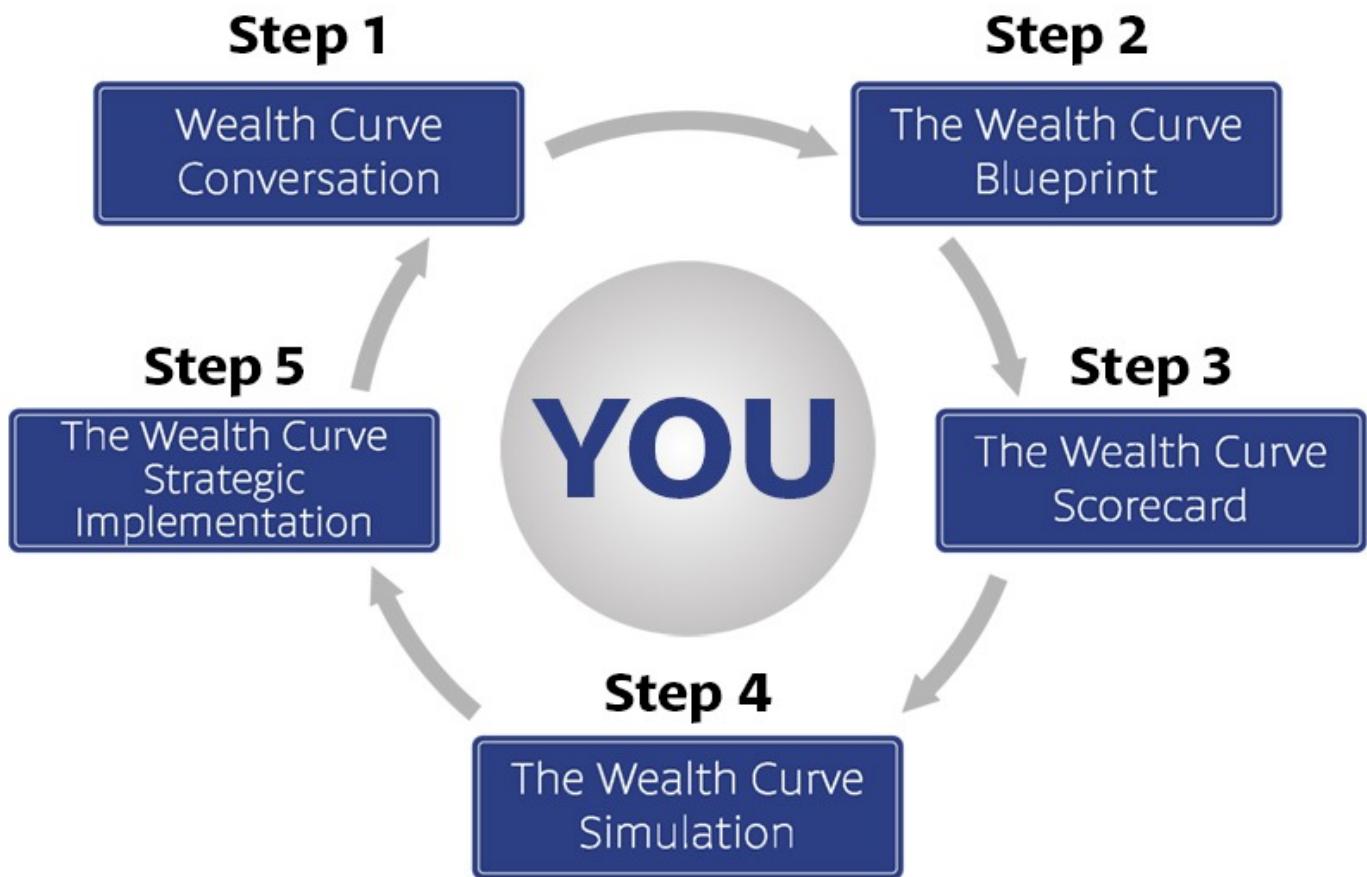 Step 1
Wealth Curve
Conversation
Step 2
The Wealth Curve
Blueprint
Step 3
The Wealth Curve
Scorecard
Step 4
The Wealth Curve
Simulation
Step 5
The Wealth Curve
Strategic
Implementation
YOU